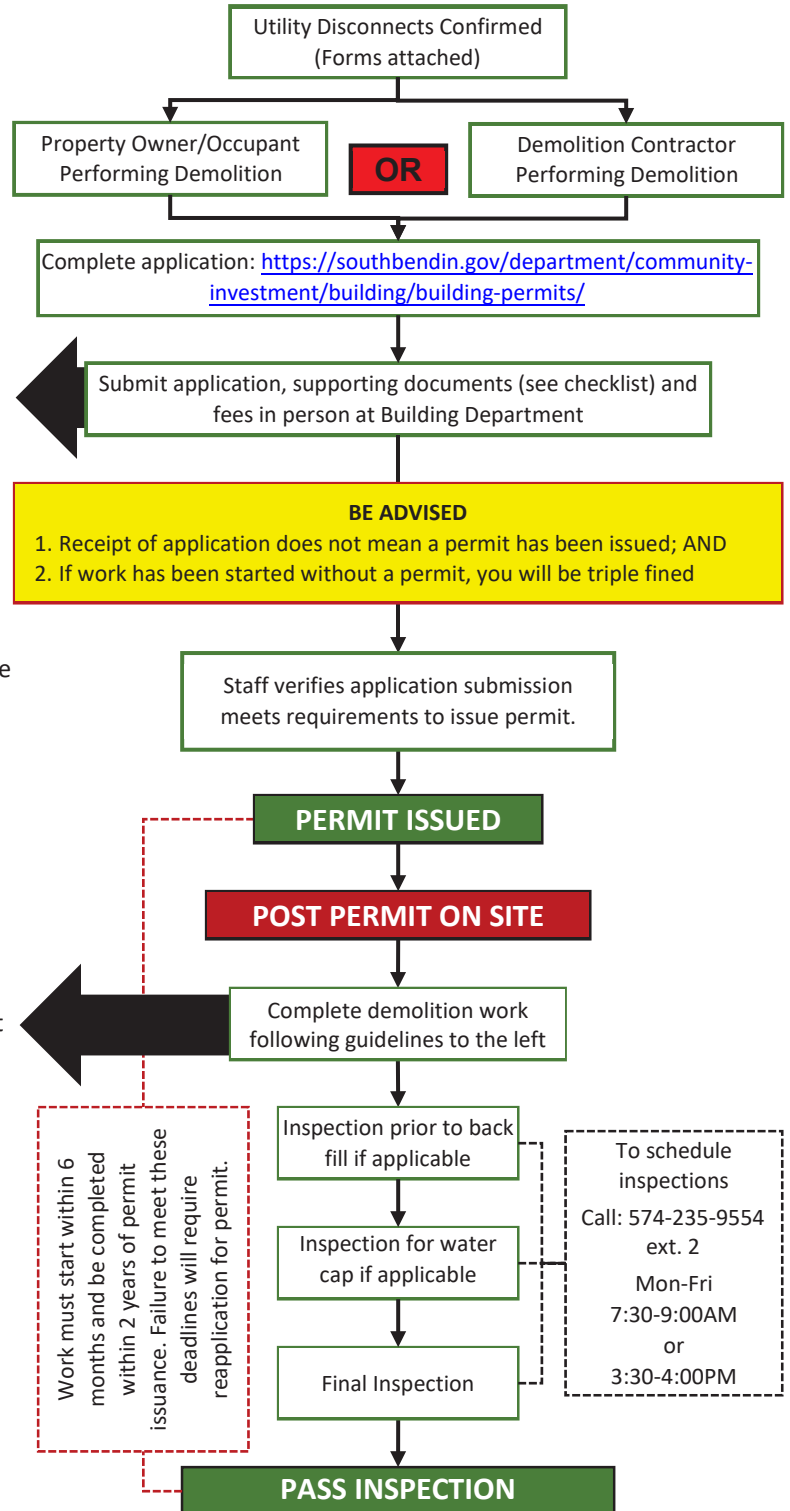 Utility Disconnects Confirmed
(Forms attached)
Property Owner/Occupant
Performing Demolition
OR
Demolition Contractor
Performing Demolition
Complete application: https://southbendin.gov/department/community-
investment/building/building-permits/
Submit application, supporting documents (see checklist) and
fees in person at Building Department
BE ADVISED
1. Receipt of application does not mean a permit has been issued; AND
2. If work has been started without a permit, you will be triple fined
Staff verifies application submission
meets requirements to issue permit.
PERMIT ISSUED
POST PERMIT ON SITE
Complete demolition work
following guidelines to the left
Work must start within 6
months and be completed
within 2 years of permit
issuance. Failure to meet these
deadlines will require
reapplication for permit.
Inspection prior to back
fill if applicable
Inspection for water
cap if applicable
Final Inspection
To schedule
inspections
Call: 574-235-9554
ext. 2
Mon-Fri
7:30-9:00AM
or
3:30-4:00PM
PASS INSPECTION